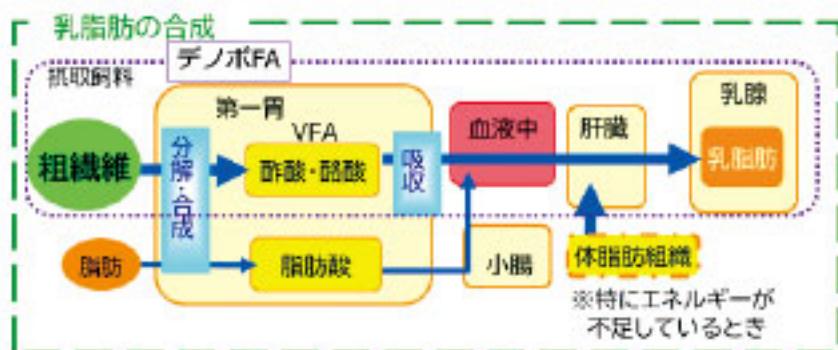 乳脂肪の合成
デノボFA
摂取飼料
第一胃
VFA
粗繊維
分解・合成
酢酸・酪酸
吸収
血液中
肝臓
乳腺
乳脂肪
脂肪
脂肪酸
小腸
体脂肪組織
※特にエネルギーが
不足しているとき